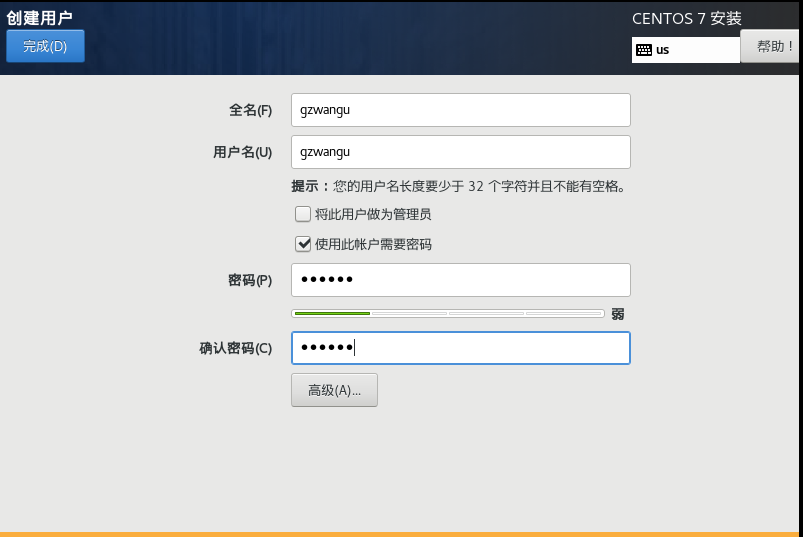 创建用户
CENTOS 7 安装
完成(D)
us
帮助！
全名(F)
gzwangu
用户名(U)
gzwangu
提示：您的用户名长度要少于 32 个字符并且不能有空格。
将此用户做为管理员
使用此帐户需要密码
密码(P)
●●●●●●
弱
确认密码(C)
●●●●●●
高级(A)...